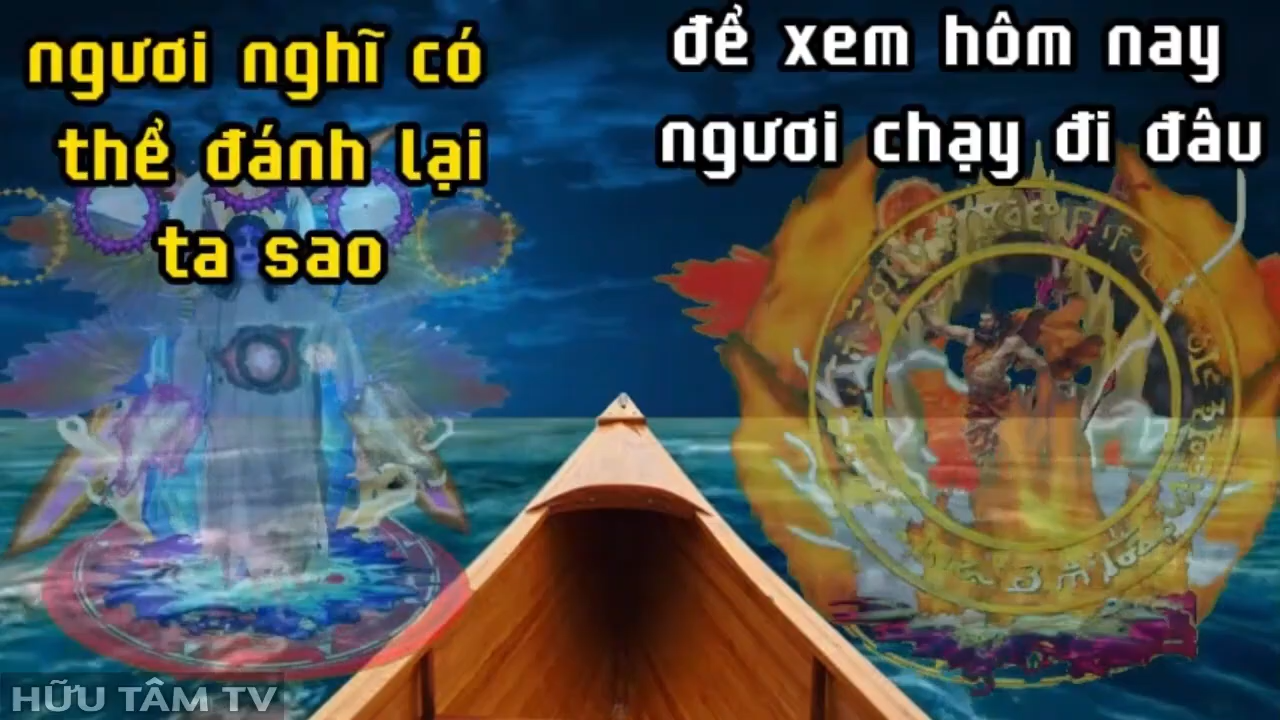 ngươi nghĩ có
thể đánh lại
ta sao
để xem hôm nay
ngươi chạy đi đâu
HỮU TÂM TV